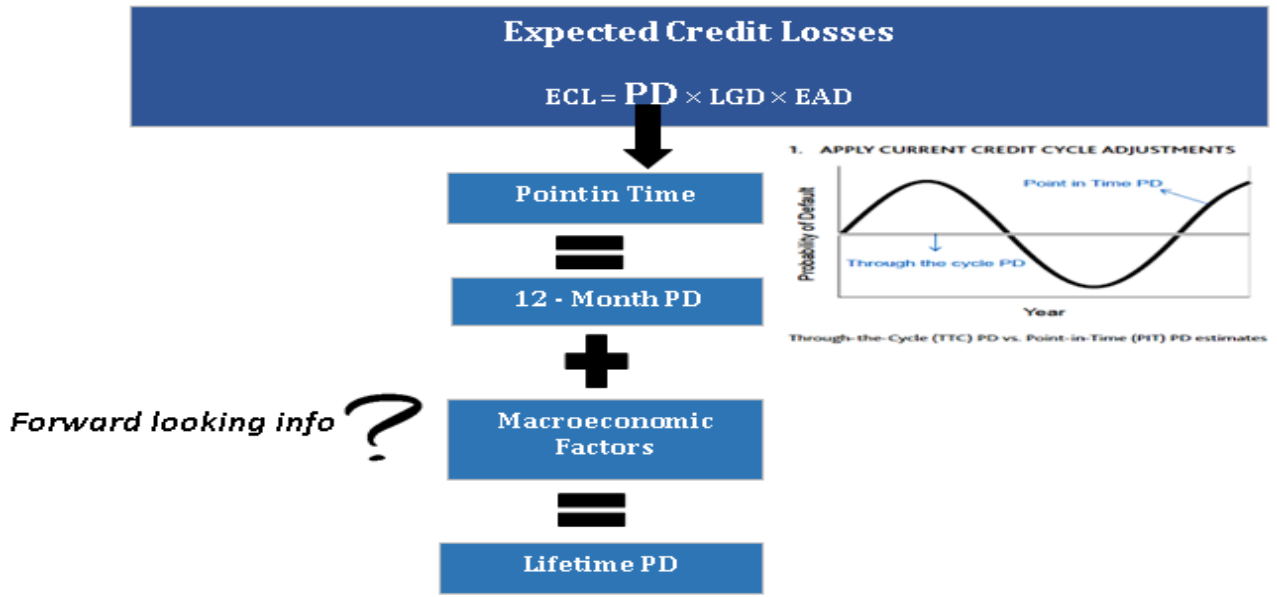 Expected Credit Losses
ECL = PD × LGD × EAD
1. APPLY CURRENT CREDIT CYCLE ADJUSTMENTS
Point in Time
Point in Time PD
Probability of Default
Through the cycle PD
12 - Month PD
Year
Through-the-Cycle (TTC) PD vs. Point-in-Time (PIT) PD estimates
Forward looking info ?
Macroeconomic
Factors
Lifetime PD